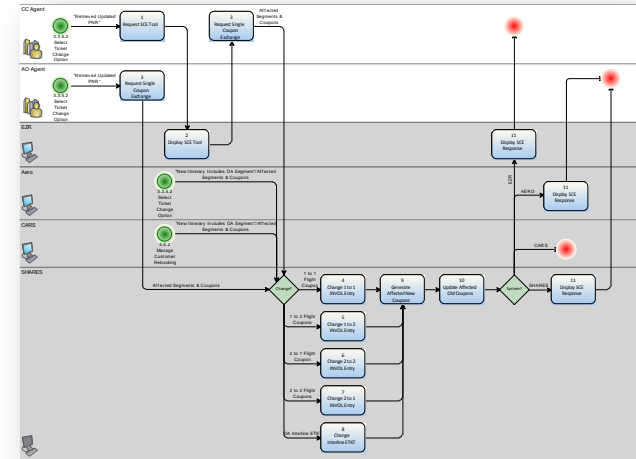 CC Agent
"Retrieved Updated
PNR"
3.3.5.2
Select
Ticket
Change
Option
1
Request SCE Tool
3
Request Single
Coupon
Exchange
Affected
Segments &
Coupons
AO Agent
"Retrieved Updated
PNR"
3.3.5.2
Select
Ticket
Change
Option
3
Request Single
Coupon
Exchange
EZR
2
Display SCE Tool
11
Display SCE
Response
EZR
Aero
"New Itinerary Includes OA Segment"/Affected
Segments & Coupons
3.3.5.2
Select
Ticket
Change
Option
AERO
11
Display SCE
Response
CARS
"New Itinerary Includes OA Segment"/Affected
Segments & Coupons
4.5.2
Manage
Customer
Rebooking
CARS
SHARES
Affected Segments & Coupons
Change?
1 to 1
Flight
Coupon
4
Change 1 to 1
INVOL Entry
9
Generate
Affected New
Coupons
10
Update Affected
Old Coupons
System?
SHARES
11
Display SCE
Response
1 to 2 Flight
Coupons
5
Change 1 to 2
INVOL Entry
2 to 1 Flight
Coupon
6
Change 2 to 2
INVOL Entry
2 to 2 Flight
Coupons
7
Change 2 to 1
INVOL Entry
OA Interline ETKT
8
Change
Interline ETKT